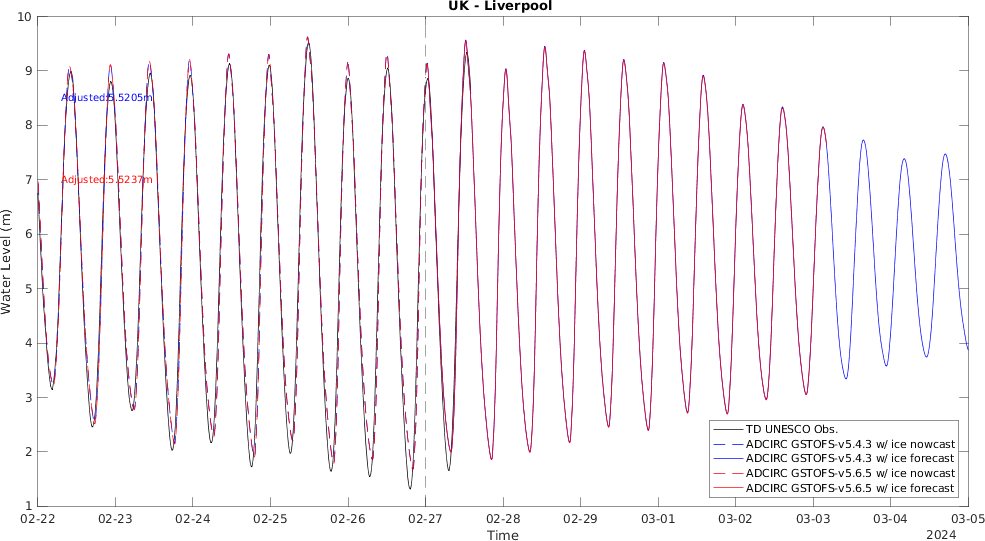 UK - Liverpool
10
9
8
7
6
5
4
3
2
1
Water Level (m)
Adjusted:5.5205m
Adjusted:5.5237m
TD UNESCO Obs.
ADCIRC GSTOFS-v5.4.3 w/ ice nowcast
ADCIRC GSTOFS-v5.4.3 w/ ice forecast
ADCIRC GSTOFS-v5.6.5 w/ ice nowcast
ADCIRC GSTOFS-v5.6.5 w/ ice forecast
02-22 02-23 02-24 02-25 02-26 02-27 02-28 02-29 03-01 03-02 03-03 03-04 03-05
Time
2024